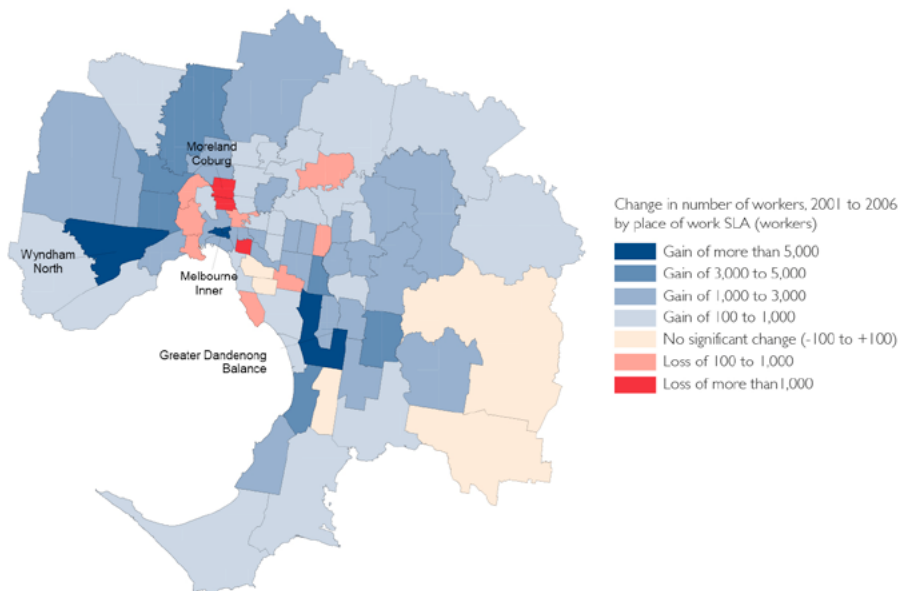 Moreland
Coburg
Wyndham
North
Melbourne
Inner
Greater Dandenong
Balance
Change in number of workers, 2001 to 2006
by place of work SLA (workers)
Gain of more than 5,000
Gain of 3,000 to 5,000
Gain of 1,000 to 3,000
Gain of 100 to 1,000
No significant change (-100 to +100)
Loss of 100 to 1,000
Loss of more than1,000